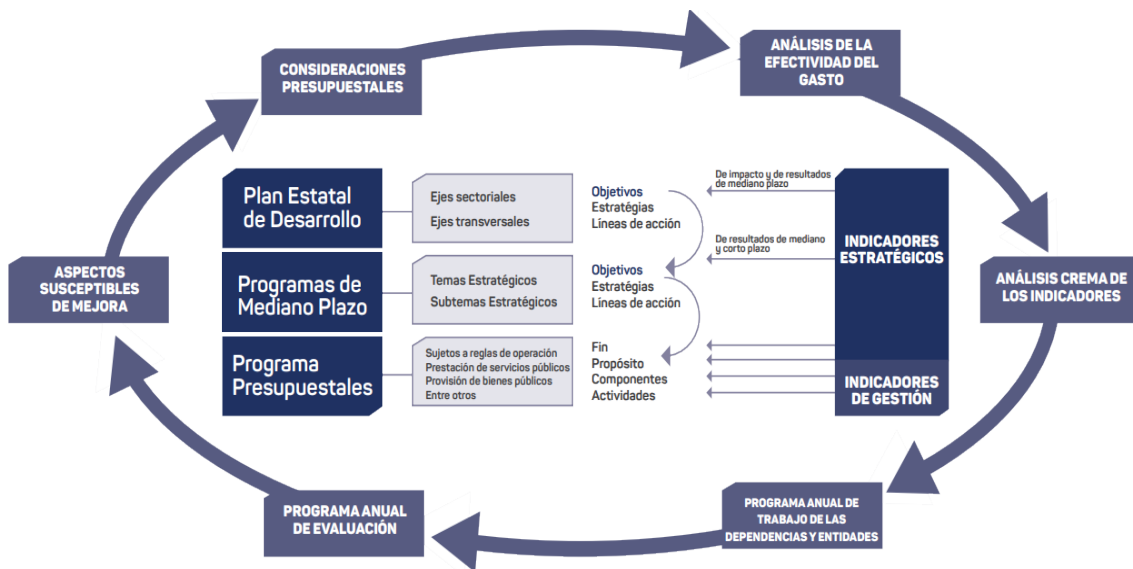 CONSIDERACIONES
PRESUPUESTALES
ANÁLISIS DE LA
EFECTIVIDAD DEL
GASTO
Plan Estatal
de Desarrollo
Ejes sectoriales
Ejes transversales
Objetivos
Estratégias
Líneas de acción
De impacto y de resultados
de mediano plazo
De resultados de mediano
y corto plazo
INDICADORES
ESTRATÉGICOS
ASPECTOS
SUSCEPTIBLES
DE MEJORA
Programas de
Mediano Plazo
Temas Estratégicos
Subtemas Estratégicos
Objetivos
Estratégias
Líneas de acción
ANÁLISIS CREMA DE
LOS INDICADORES
Programa
Presupuestales
Sujetos a reglas de operación
Prestación de servicios públicos
Provisión de bienes públicos
Entre otros
Fin
Propósito
Componentes
Actividades
INDICADORES
DE GESTIÓN
PROGRAMA ANUAL
DE EVALUACIÓN
PROGRAMA ANUAL DE
TRABAJO DE LAS
DEPENDENCIAS Y ENTIDADES